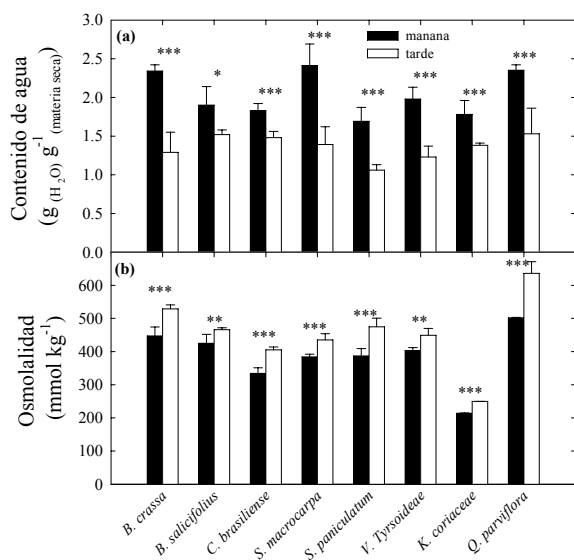 (a)
manana
tarde
Contenido de agua
(g (H2O) g-1 (materia seca)
3.0
2.5
2.0
1.5
1.0
0.5
0.0
***
*
***
***
***
***
***
***
(b)
Osmolalidad
(mmol kg-1)
600
500
400
300
200
100
0
***
**
***
***
***
**
***
***
B. crassa
B. salicifolius
C. brasiliense
S. macrocarpa
S. paniculatum
V. Tyrsoideae
K. coriaceae
Q. parviflora